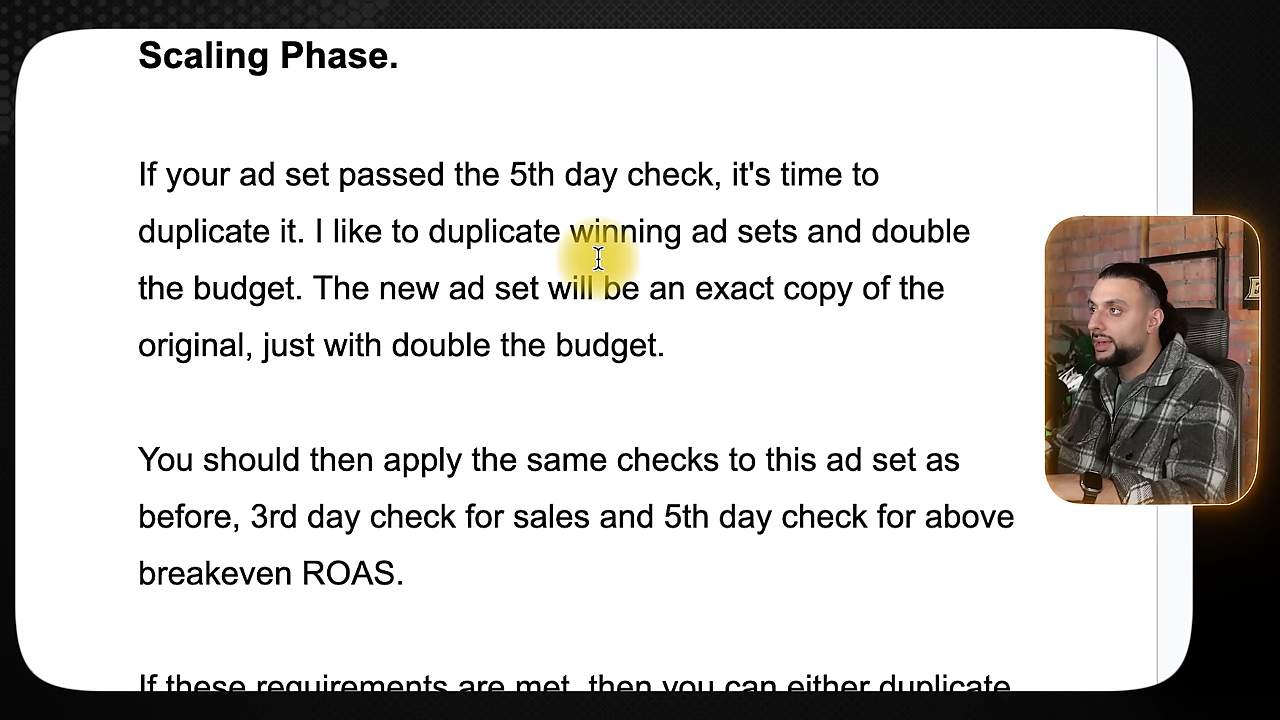 Scaling Phase.
If your ad set passed the 5th day check, it's time to
duplicate it. I like to duplicate winning ad sets and double
the budget. The new ad set will be an exact copy of the
original, just with double the budget.
You should then apply the same checks to this ad set as
before, 3rd day check for sales and 5th day check for above
breakeven ROAS.
If these requirements are met, then you can either duplicate